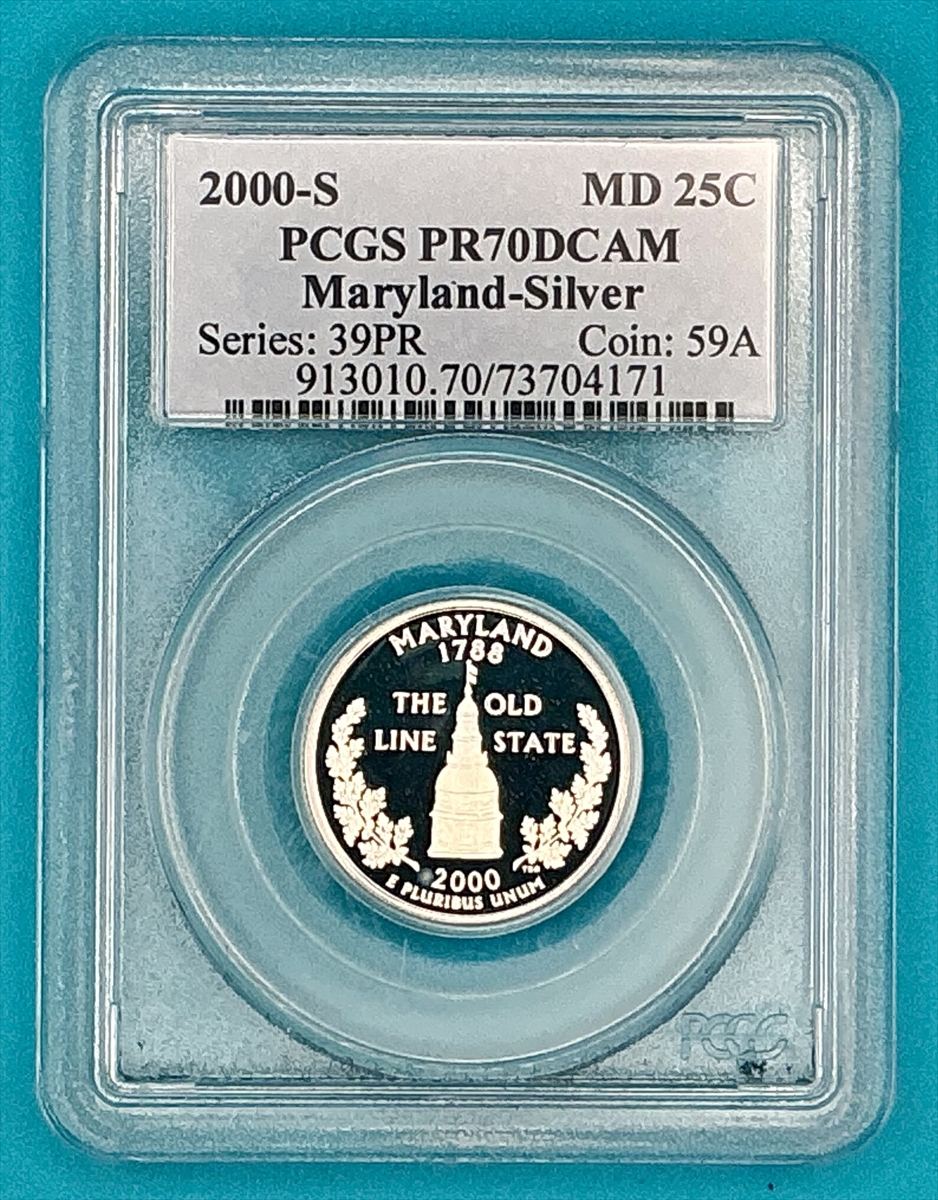 2000-S MD 25C
PCGS PR70DCAM
Maryland-Silver
Series: 39PR Coin: 59A
913010.70/73704171
MARYLAND
1788
THE OLD
LINE STATE
2000
E PLURIBUS UNUM
PCGS